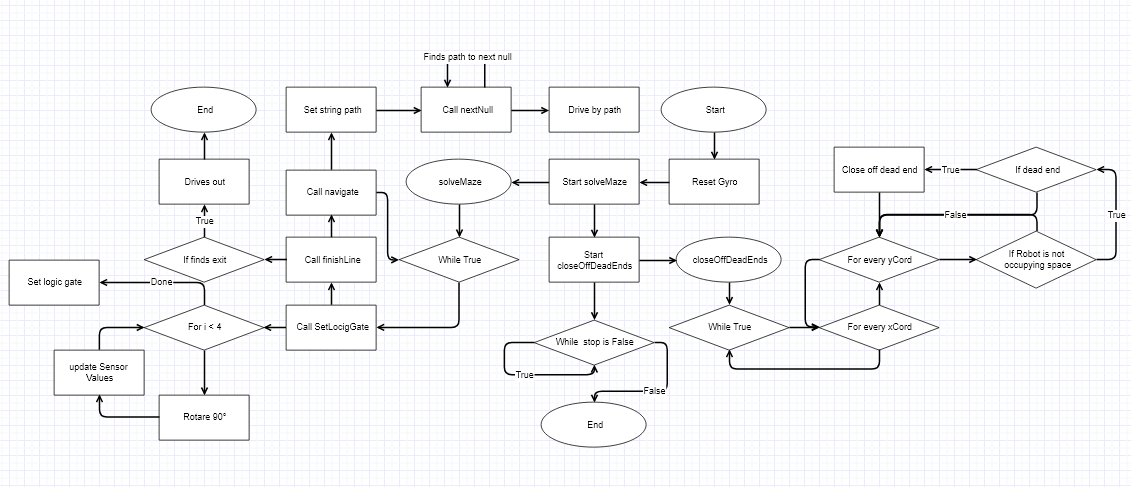 Finds path to next null
End
Set string path
Call nextNull
Drive by path
Start
Drives out
Call navigate
solveMaze
Start solveMaze
Reset Gyro
Close off dead end
True
If dead end
True
False
True
If finds exit
Call finishLine
While True
Start
closeOffDeadEnds
closeOffDeadEnds
For every yCord
If Robot is not
occupying space
Set logic gate
Done
For i < 4
Call SetLocigGate
While stop is False
While True
For every xCord
update Sensor
Values
True
False
Rotare 90°
End